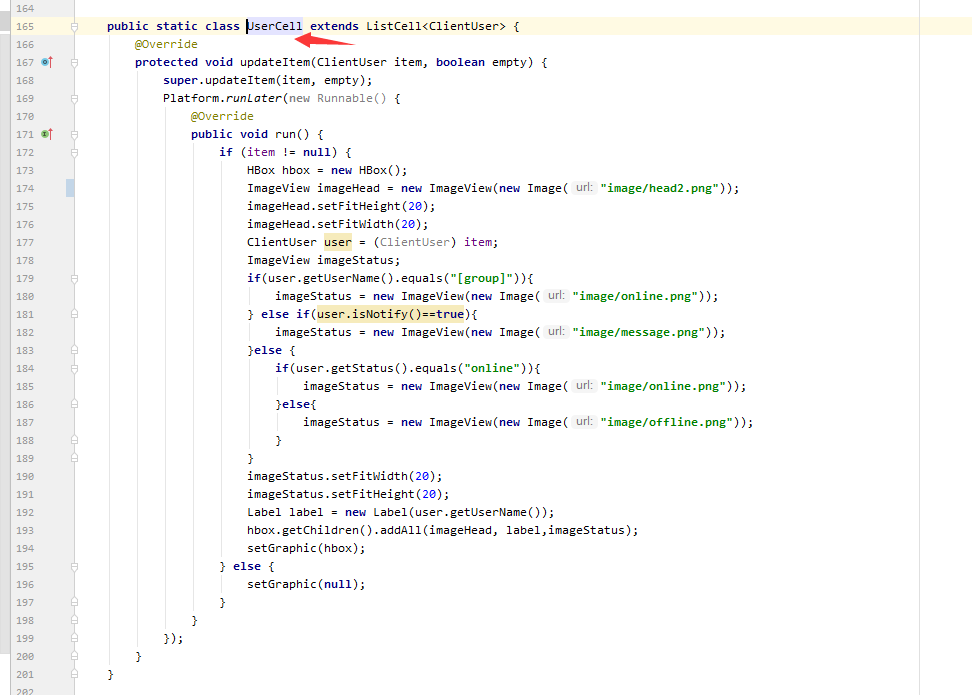 164
165 public static class UserCell extends ListCell<ClientUser> {
166 @Override
167 protected void updateItem(ClientUser item, boolean empty) {
168 super.updateItem(item, empty);
169 Platform.runLater(new Runnable() {
170 @Override
171 public void run() {
172 if (item != null) {
173 HBox hbox = new HBox();
174 ImageView imageHead = new ImageView(new Image( url: "image/head2.png"));
175 imageHead.setFitHeight(20);
176 imageHead.setFitWidth(20);
177 ClientUser user = (ClientUser) item;
178 ImageView imageStatus;
179 if(user.getUserName().equals("[group]")){
180 imageStatus = new ImageView(new Image( url: "image/online.png"));
181 } else if(user.isNotify()==true){
182 imageStatus = new ImageView(new Image( url: "image/message.png"));
183 }else {
184 if(user.getStatus().equals("online")){
185 imageStatus = new ImageView(new Image( url: "image/online.png"));
186 }else{
187 imageStatus = new ImageView(new Image( url: "image/offline.png"));
188 }
189 }
190 imageStatus.setFitWidth(20);
191 imageStatus.setFitHeight(20);
192 Label label = new Label(user.getUserName());
193 hbox.getChildren().addAll(imageHead, label,imageStatus);
194 setGraphic(hbox);
195 } else {
196 setGraphic(null);
197 }
198 }
199 });
200 }
201 }
202